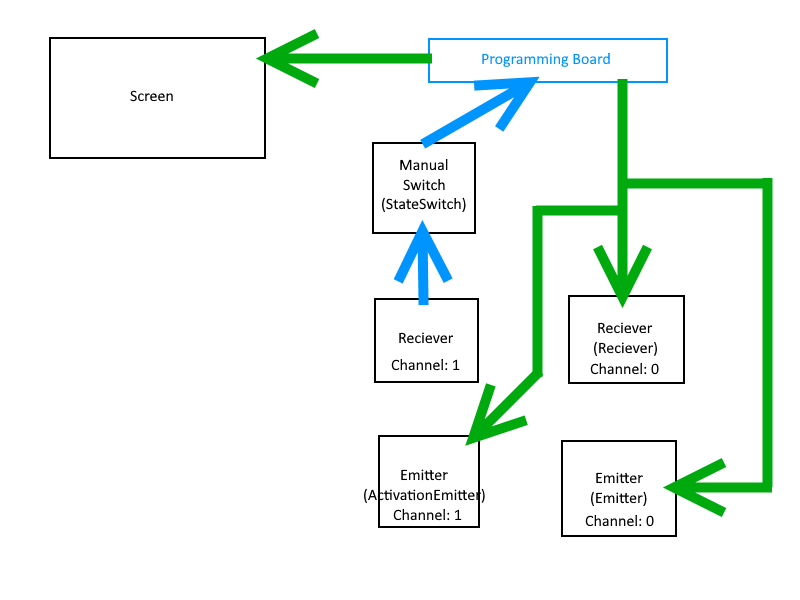 Programming Board
Screen
Manual
Switch
(StateSwitch)
Reciever
Channel: 1
Reciever
(Reciever)
Channel: 0
Emitter
(ActivationEmitter)
Channel: 1
Emitter
(Emitter)
Channel: 0